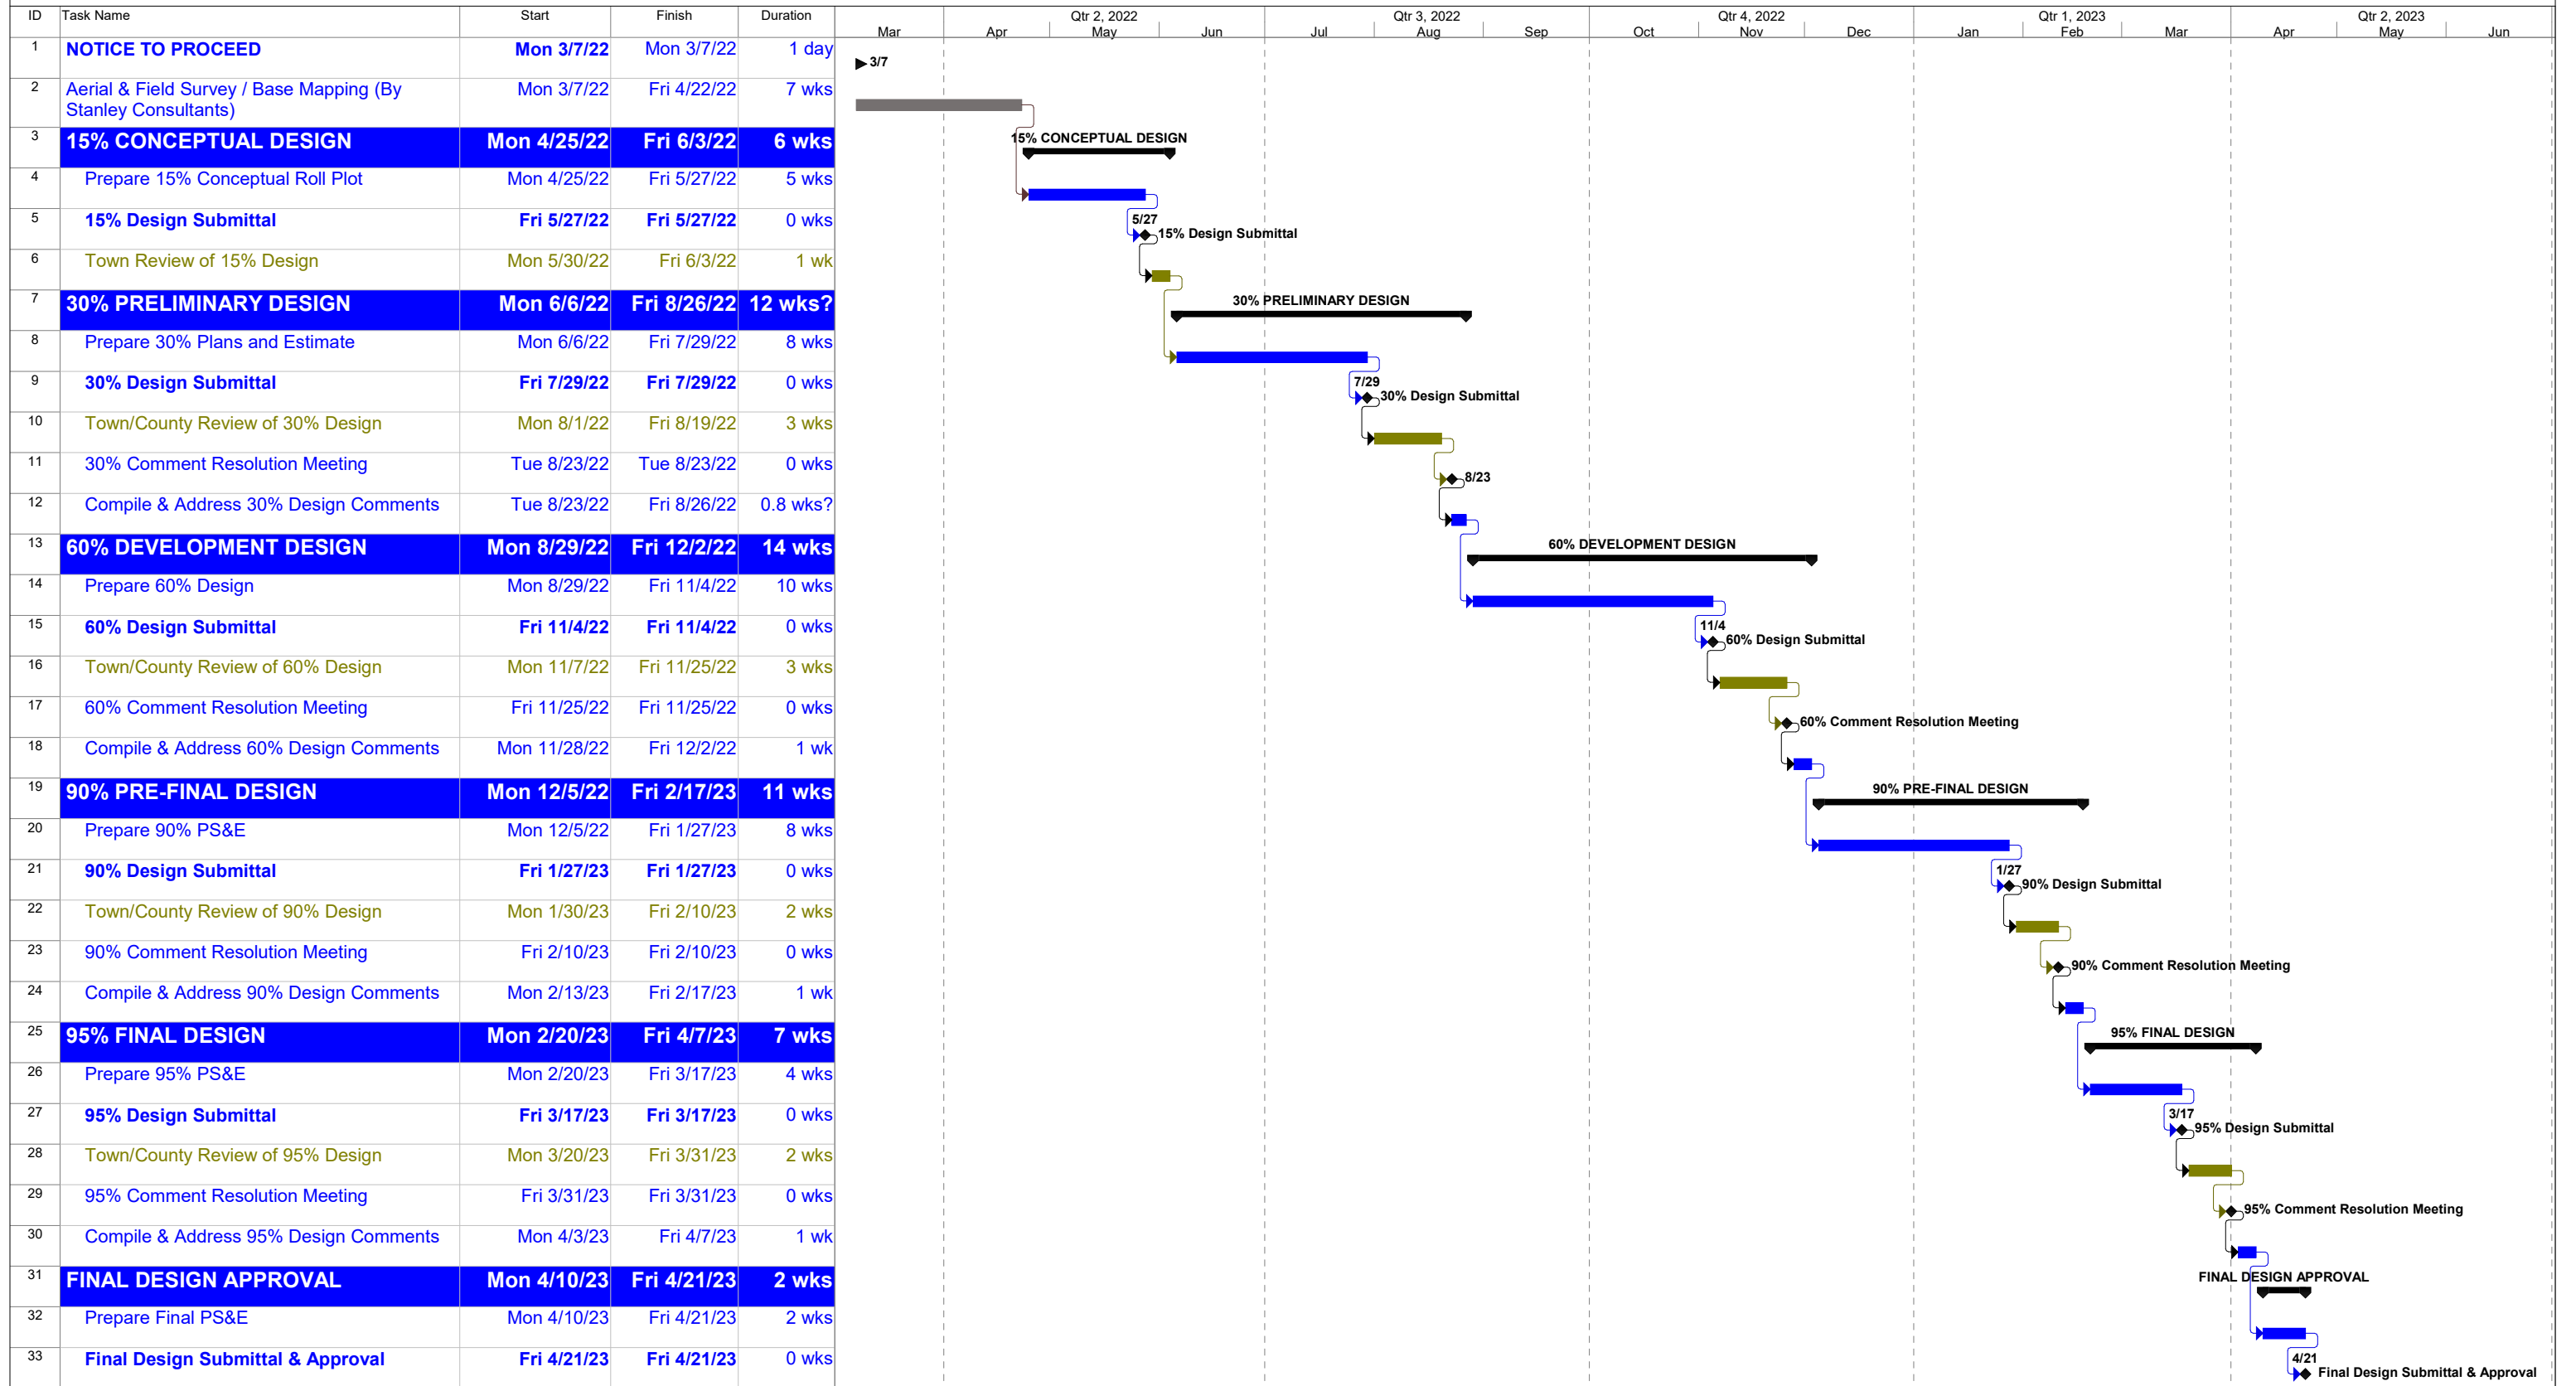 ID Task Name Start Finish Duration Qtr 2, 2022 Qtr 3, 2022 Qtr 4, 2022 Qtr 1, 2023 Qtr 2, 2023
Mar Apr May Jun Jul Aug Sep Oct Nov Dec Jan Feb Mar Apr May Jun
1 NOTICE TO PROCEED Mon 3/7/22 Mon 3/7/22 1 day
3/7
2 Aerial & Field Survey / Base Mapping (By Mon 3/7/22 Fri 4/22/22 7 wks
Stanley Consultants)
3 15% CONCEPTUAL DESIGN Mon 4/25/22 Fri 6/3/22 6 wks 15% CONCEPTUAL DESIGN
4 Prepare 15% Conceptual Roll Plot Mon 4/25/22 Fri 5/27/22 5 wks
5 15% Design Submittal Fri 5/27/22 Fri 5/27/22 0 wks 5/27
15% Design Submittal
6 Town Review of 15% Design Mon 5/30/22 Fri 6/3/22 1 wk
7 30% PRELIMINARY DESIGN Mon 6/6/22 Fri 8/26/22 12 wks? 30% PRELIMINARY DESIGN
8 Prepare 30% Plans and Estimate Mon 6/6/22 Fri 7/29/22 8 wks
9 30% Design Submittal Fri 7/29/22 Fri 7/29/22 0 wks 7/29
30% Design Submittal
10 Town/County Review of 30% Design Mon 8/1/22 Fri 8/19/22 3 wks
11 30% Comment Resolution Meeting Tue 8/23/22 Tue 8/23/22 0 wks
8/23
12 Compile & Address 30% Design Comments Tue 8/23/22 Fri 8/26/22 0.8 wks?
13 60% DEVELOPMENT DESIGN Mon 8/29/22 Fri 12/2/22 14 wks 60% DEVELOPMENT DESIGN
14 Prepare 60% Design Mon 8/29/22 Fri 11/4/22 10 wks
15 60% Design Submittal Fri 11/4/22 Fri 11/4/22 0 wks 11/4
60% Design Submittal
16 Town/County Review of 60% Design Mon 11/7/22 Fri 11/25/22 3 wks
17 60% Comment Resolution Meeting Fri 11/25/22 Fri 11/25/22 0 wks
60% Comment Resolution Meeting
18 Compile & Address 60% Design Comments Mon 11/28/22 Fri 12/2/22 1 wk
19 90% PRE-FINAL DESIGN Mon 12/5/22 Fri 2/17/23 11 wks 90% PRE-FINAL DESIGN
20 Prepare 90% PS&E Mon 12/5/22 Fri 1/27/23 8 wks
21 90% Design Submittal Fri 1/27/23 Fri 1/27/23 0 wks 1/27
90% Design Submittal
22 Town/County Review of 90% Design Mon 1/30/23 Fri 2/10/23 2 wks
23 90% Comment Resolution Meeting Fri 2/10/23 Fri 2/10/23 0 wks
90% Comment Resolution Meeting
24 Compile & Address 90% Design Comments Mon 2/13/23 Fri 2/17/23 1 wk
25 95% FINAL DESIGN Mon 2/20/23 Fri 4/7/23 7 wks 95% FINAL DESIGN
26 Prepare 95% PS&E Mon 2/20/23 Fri 3/17/23 4 wks
27 95% Design Submittal Fri 3/17/23 Fri 3/17/23 0 wks 3/17
95% Design Submittal
28 Town/County Review of 95% Design Mon 3/20/23 Fri 3/31/23 2 wks
29 95% Comment Resolution Meeting Fri 3/31/23 Fri 3/31/23 0 wks
95% Comment Resolution Meeting
30 Compile & Address 95% Design Comments Mon 4/3/23 Fri 4/7/23 1 wk
31 FINAL DESIGN APPROVAL Mon 4/10/23 Fri 4/21/23 2 wks FINAL DESIGN APPROVAL
32 Prepare Final PS&E Mon 4/10/23 Fri 4/21/23 2 wks
33 Final Design Submittal & Approval Fri 4/21/23 Fri 4/21/23 0 wks 4/21
Final Design Submittal & Approval